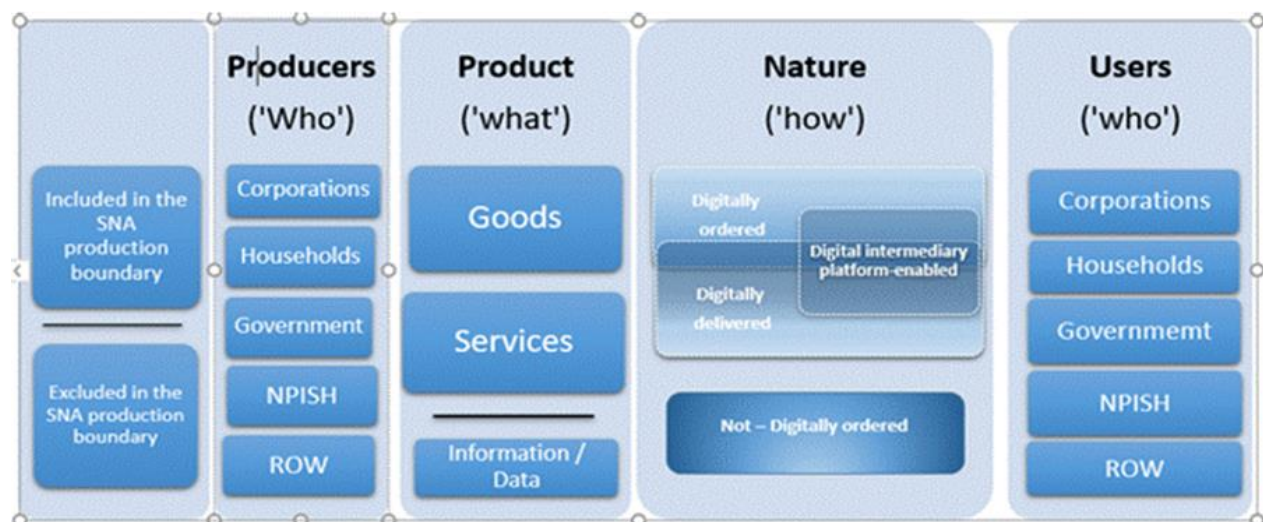 Included in the
SNA
production
boundary
Excluded in the
SNA production
boundary
Producers
('Who')
Corporations
Households
Government
NPISH
ROW
Product
('what')
Goods
Services
Information /
Data
Nature
('how')
Digitally
ordered
Digital intermediary
platform-enabled
Digitally
delivered
Not – Digitally ordered
Users
('who')
Corporations
Households
Governmemt
NPISH
ROW